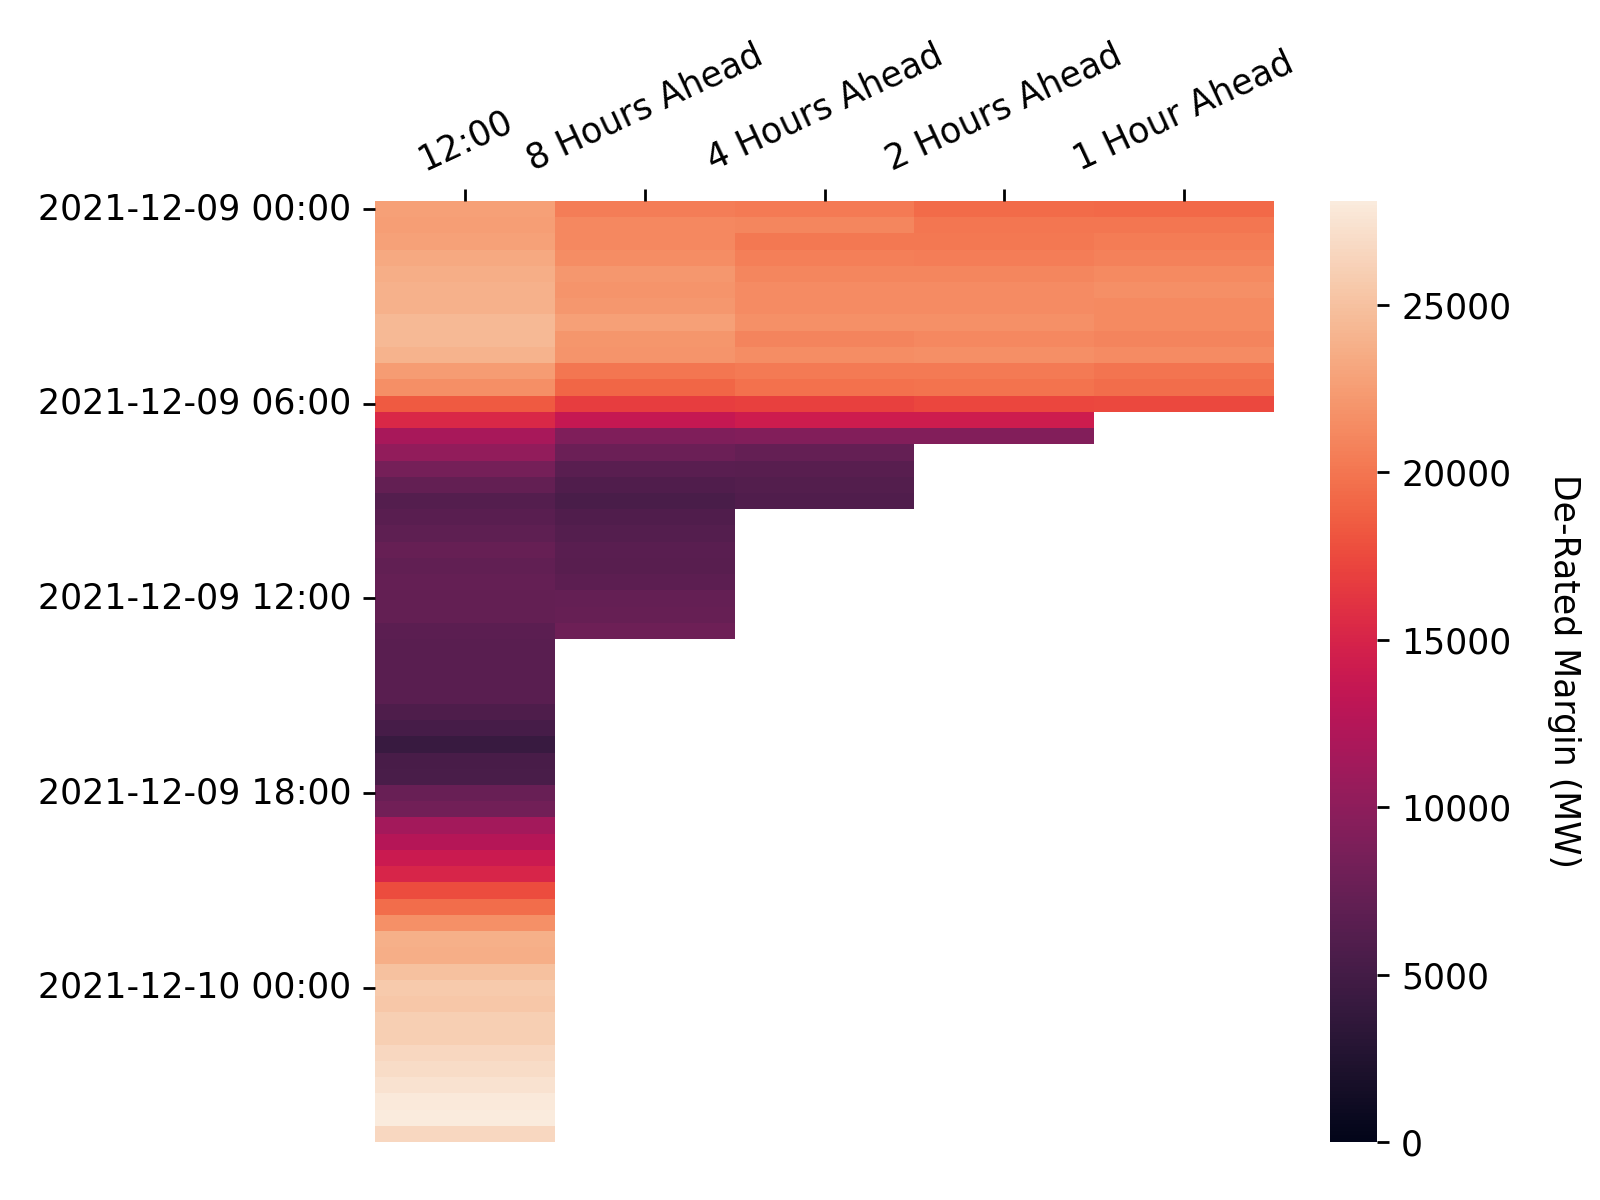 12:00
8 Hours Ahead
4 Hours Ahead
2 Hours Ahead
1 Hour Ahead
2021-12-09 00:00
2021-12-09 06:00
2021-12-09 12:00
2021-12-09 18:00
2021-12-10 00:00
25000
20000
15000
10000
5000
0
De-Rated Margin (MW)